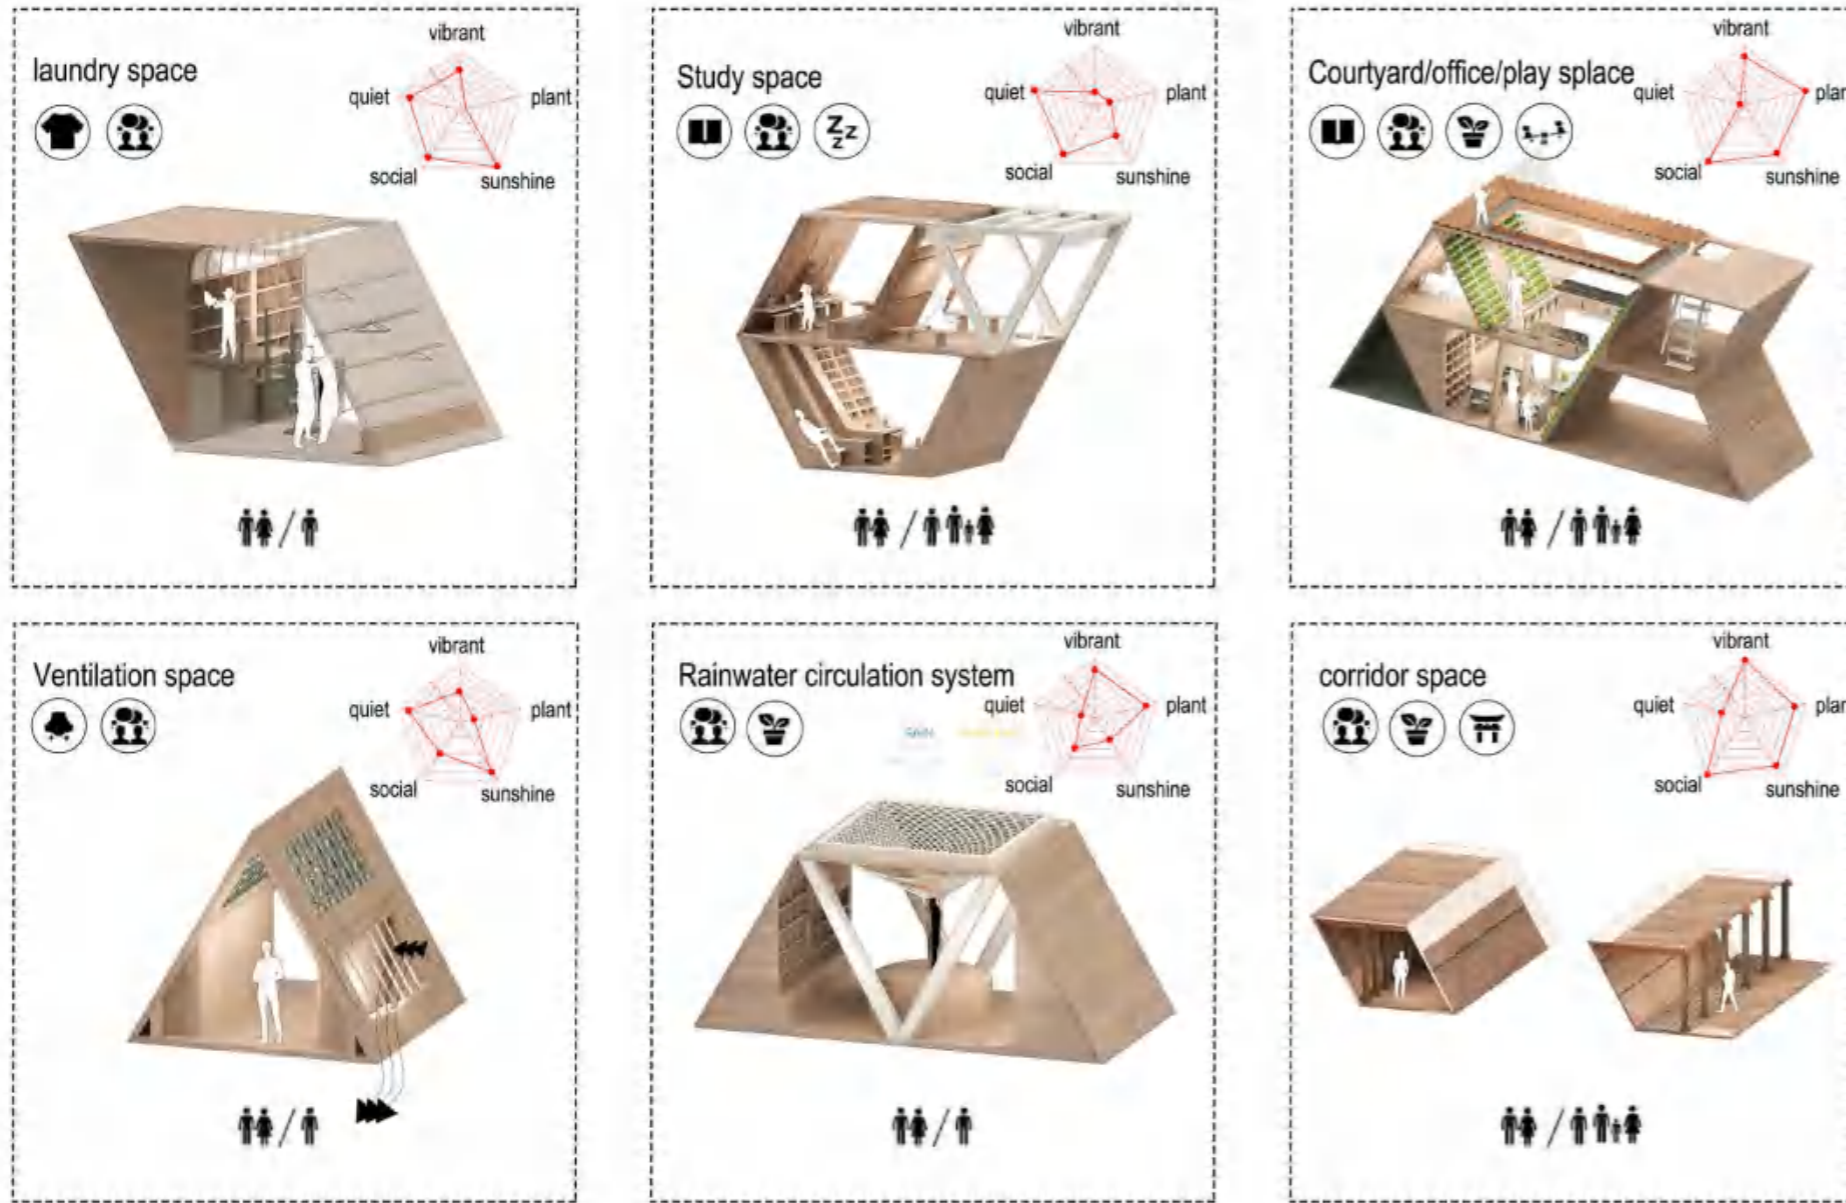 laundry space
vibrant
quiet
plant
social
sunshine
Study space
Z
z
z
vibrant
quiet
plant
social
sunshine
Courtyard/office/play splace
vibrant
quiet
plan
social
sunshine
Ventilation space
vibrant
quiet
plant
social
sunshine
Rainwater circulation system
vibrant
quiet
plant
social
sunshine
corridor space
vibrant
quiet
plan
social
sunshine